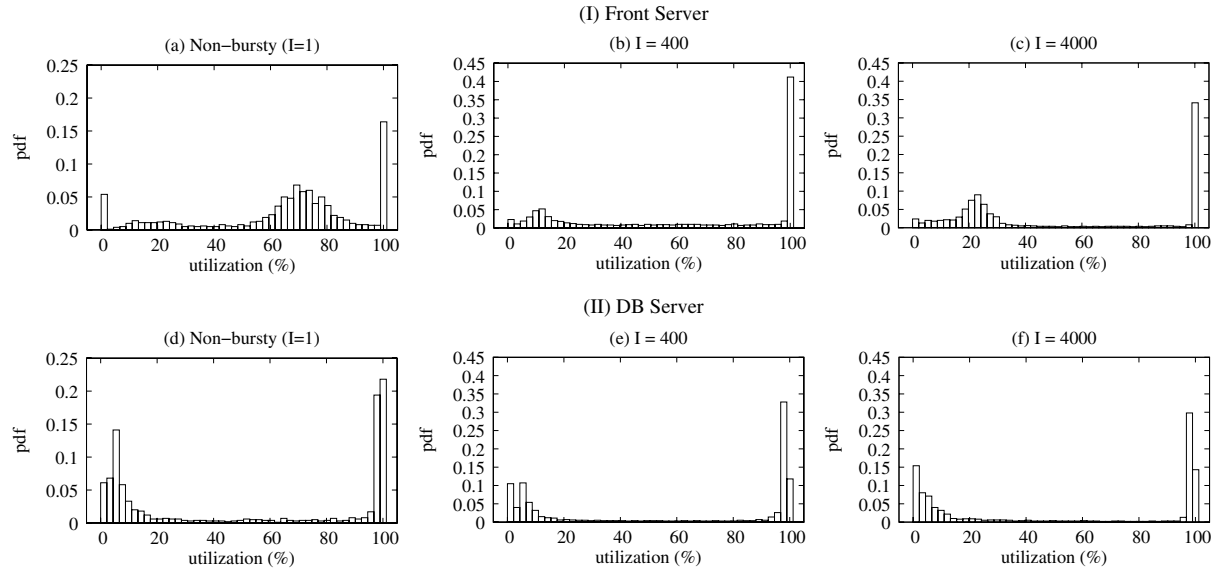 (I) Front Server
(a) Non−bursty (I=1)
(b) I = 400
(c) I = 4000
0.25
0.2
0.15
0.1
0.05
0
pdf
0 20 40 60 80 100
utilization (%)
0.45
0.4
0.35
0.3
0.25
0.2
0.15
0.1
0.05
0
pdf
0 20 40 60 80 100
utilization (%)
0.45
0.4
0.35
0.3
0.25
0.2
0.15
0.1
0.05
0
pdf
0 20 40 60 80 100
utilization (%)
(II) DB Server
(d) Non−bursty (I=1)
(e) I = 400
(f) I = 4000
0.25
0.2
0.15
0.1
0.05
0
pdf
0 20 40 60 80 100
utilization (%)
0.45
0.4
0.35
0.3
0.25
0.2
0.15
0.1
0.05
0
pdf
0 20 40 60 80 100
utilization (%)
0.45
0.4
0.35
0.3
0.25
0.2
0.15
0.1
0.05
0
pdf
0 20 40 60 80 100
utilization (%)